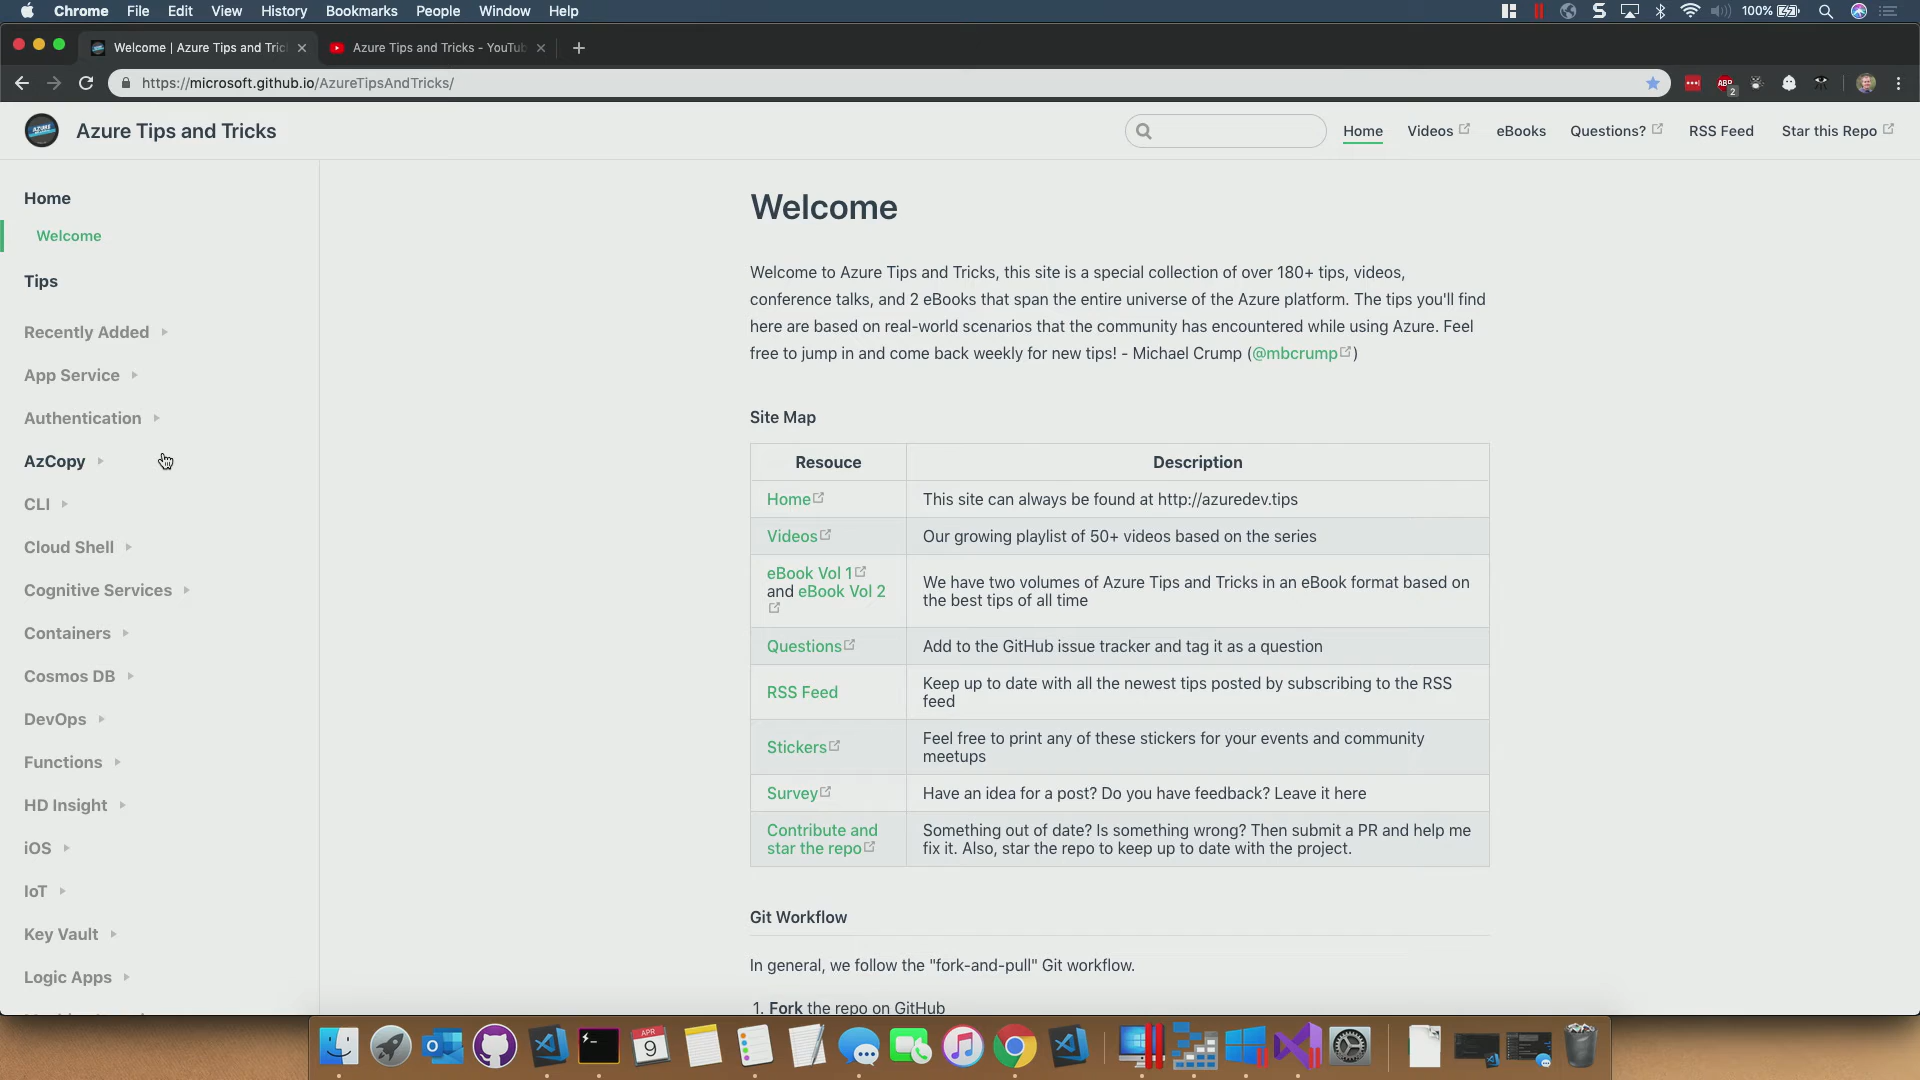 Chrome File Edit View History Bookmarks People Window Help
100%
Welcome | Azure Tips and Tric
Azure Tips and Tricks - YouTub
https://microsoft.github.io/AzureTipsAndTricks/
ABP
2
Azure Tips and Tricks
Home
Videos
eBooks
Questions?
RSS Feed
Star this Repo
Home
Welcome
Tips
Recently Added
App Service
Authentication
AzCopy
CLI
Cloud Shell
Cognitive Services
Containers
Cosmos DB
DevOps
Functions
HD Insight
iOS
IoT
Key Vault
Logic Apps
Welcome
Welcome to Azure Tips and Tricks, this site is a special collection of over 180+ tips, videos,
conference talks, and 2 eBooks that span the entire universe of the Azure platform. The tips you'll find
here are based on real-world scenarios that the community has encountered while using Azure. Feel
free to jump in and come back weekly for new tips! - Michael Crump (@mbcrump)
Site Map
Resouce Description
Home This site can always be found at http://azuredev.tips
Videos Our growing playlist of 50+ videos based on the series
eBook Vol 1
and eBook Vol 2
We have two volumes of Azure Tips and Tricks in an eBook format based on
the best tips of all time
Questions Add to the GitHub issue tracker and tag it as a question
RSS Feed
Keep up to date with all the newest tips posted by subscribing to the RSS
feed
Stickers
Feel free to print any of these stickers for your events and community
meetups
Survey Have an idea for a post? Do you have feedback? Leave it here
Contribute and
star the repo
Something out of date? Is something wrong? Then submit a PR and help me
fix it. Also, star the repo to keep up to date with the project.
Git Workflow
In general, we follow the "fork-and-pull" Git workflow.
1. Fork the repo on GitHub
APR
9